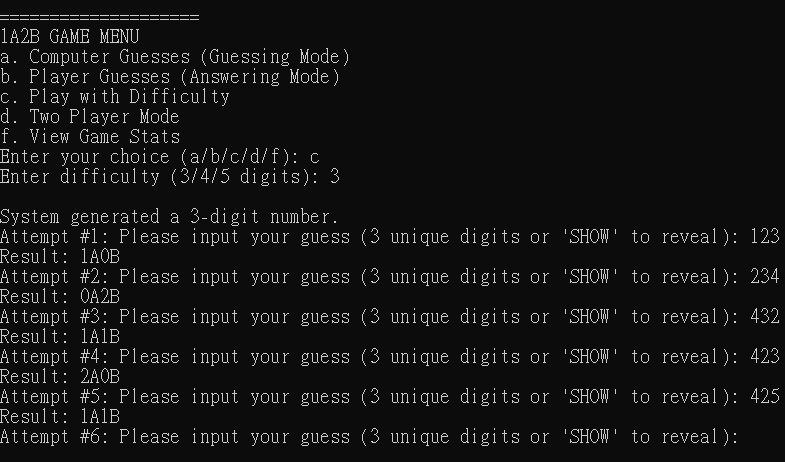 ====================
1A2B GAME MENU
a. Computer Guesses (Guessing Mode)
b. Player Guesses (Answering Mode)
c. Play with Difficulty
d. Two Player Mode
f. View Game Stats
Enter your choice (a/b/c/d/f): c
Enter difficulty (3/4/5 digits): 3
System generated a 3-digit number.
Attempt #1: Please input your guess (3 unique digits or 'SHOW' to reveal): 123
Result: 1A0B
Attempt #2: Please input your guess (3 unique digits or 'SHOW' to reveal): 234
Result: 0A2B
Attempt #3: Please input your guess (3 unique digits or 'SHOW' to reveal): 432
Result: 1A1B
Attempt #4: Please input your guess (3 unique digits or 'SHOW' to reveal): 423
Result: 2A0B
Attempt #5: Please input your guess (3 unique digits or 'SHOW' to reveal): 425
Result: 1A1B
Attempt #6: Please input your guess (3 unique digits or 'SHOW' to reveal):